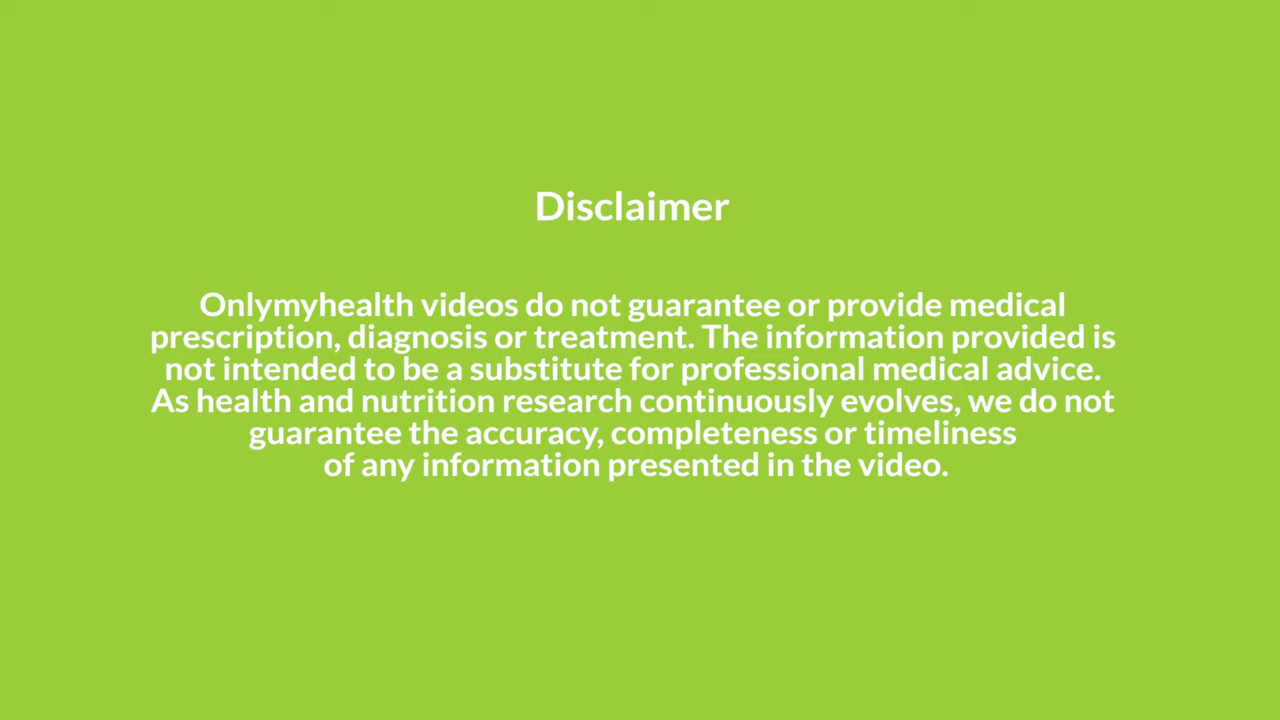 Disclaimer
Onlymyhealth videos do not guarantee or provide medical
prescription, diagnosis or treatment. The information provided is
not intended to be a substitute for professional medical advice.
As health and nutrition research continuously evolves, we do not
guarantee the accuracy, completeness or timeliness
of any information presented in the video.